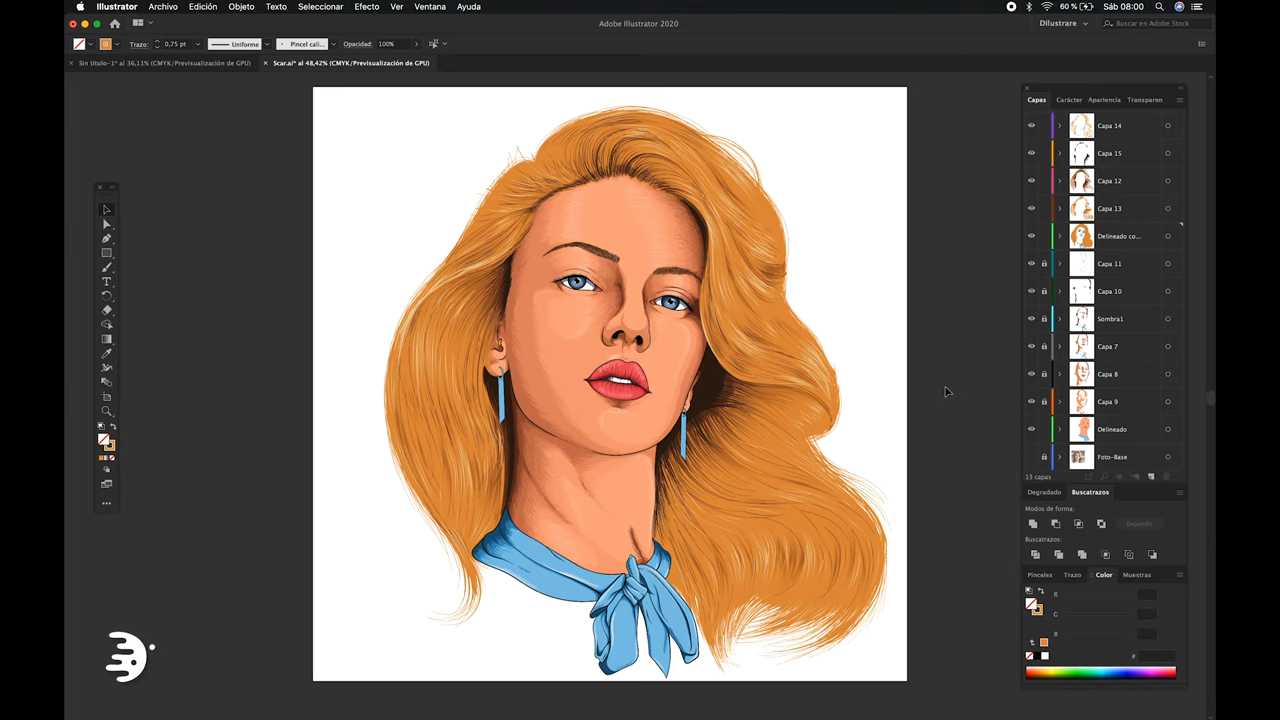 Illustrator Archivo Edición Objeto Texto Seleccionar Efecto Ver Ventana Ayuda 60 % Sáb 08:00
Adobe Illustrator 2020 Dilustrare Buscar en Adobe Stock
Trazo: 0,75 pt Uniforme Pincel cali... Opacidad: 100%
Sin título-1* al 36,11% (CMYK/Previsualización de GPU) Scar.ai* al 48,42% (CMYK/Previsualización de GPU)
Capas Carácter Apariencia Transparen
Capa 14
Capa 15
Capa 12
Capa 13
Delineado co...
Capa 11
Capa 10
Sombra1
Capa 7
Capa 8
Capa 9
Delineado
Foto-Base
13 capas
Degradado Buscatrazos
Modos de forma:
Expandir
Buscatrazos:
Pinceles Trazo Color Muestras
R
G
B
#